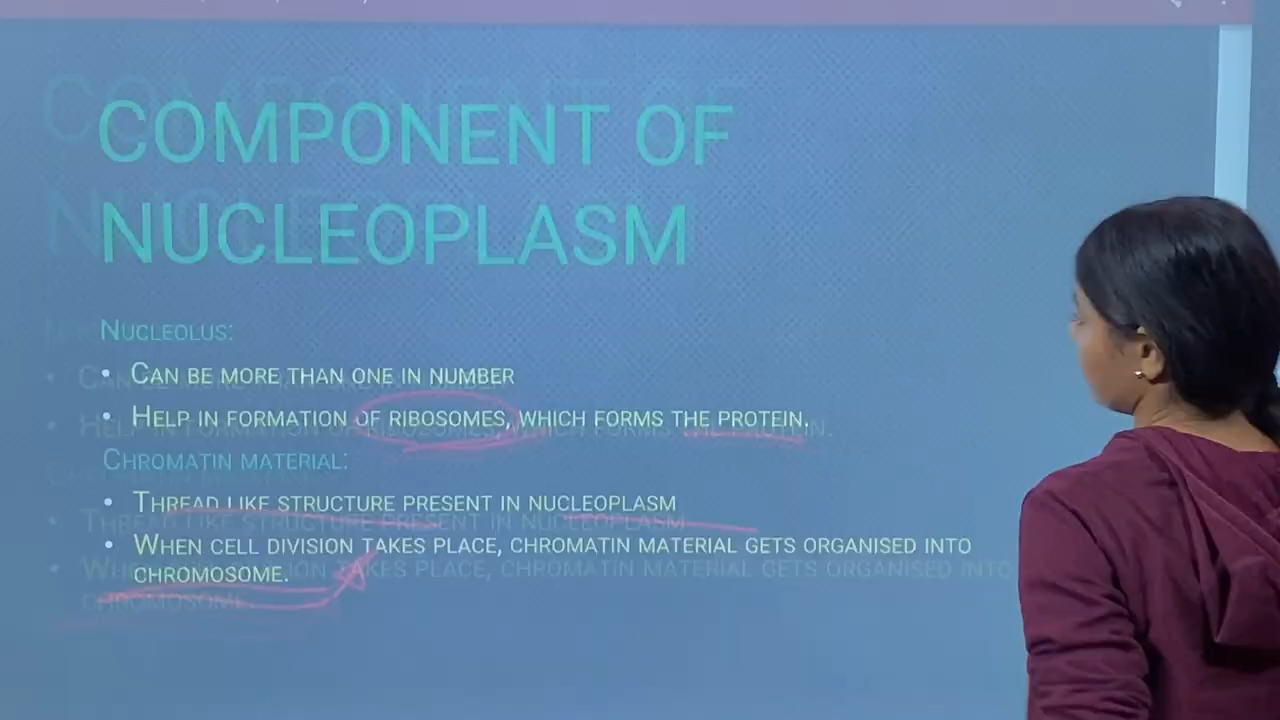 COMPONENT OF
NUCLEOPLASM
NUCLEOLUS:
• CAN BE MORE THAN ONE IN NUMBER
• HELP IN FORMATION OF RIBOSOMES, WHICH FORMS THE PROTEIN.
CHROMATIN MATERIAL:
• THREAD LIKE STRUCTURE PRESENT IN NUCLEOPLASM
• WHEN CELL DIVISION TAKES PLACE, CHROMATIN MATERIAL GETS ORGANISED INTO
CHROMOSOME.